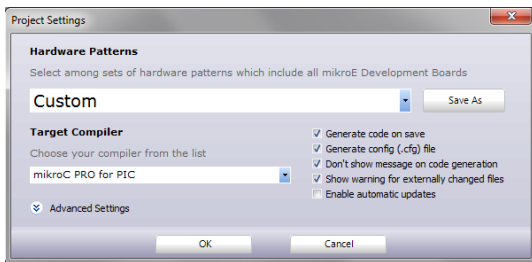 Project Settings
Hardware Patterns
Select among sets of hardware patterns which include all mikroE Development Boards
Custom
Save As
Target Compiler
Choose your compiler from the list
mikroC PRO for PIC
Advanced Settings
Generate code on save
Generate config (.cfg) file
Don't show message on code generation
Show warning for externally changed files
Enable automatic updates
OK
Cancel